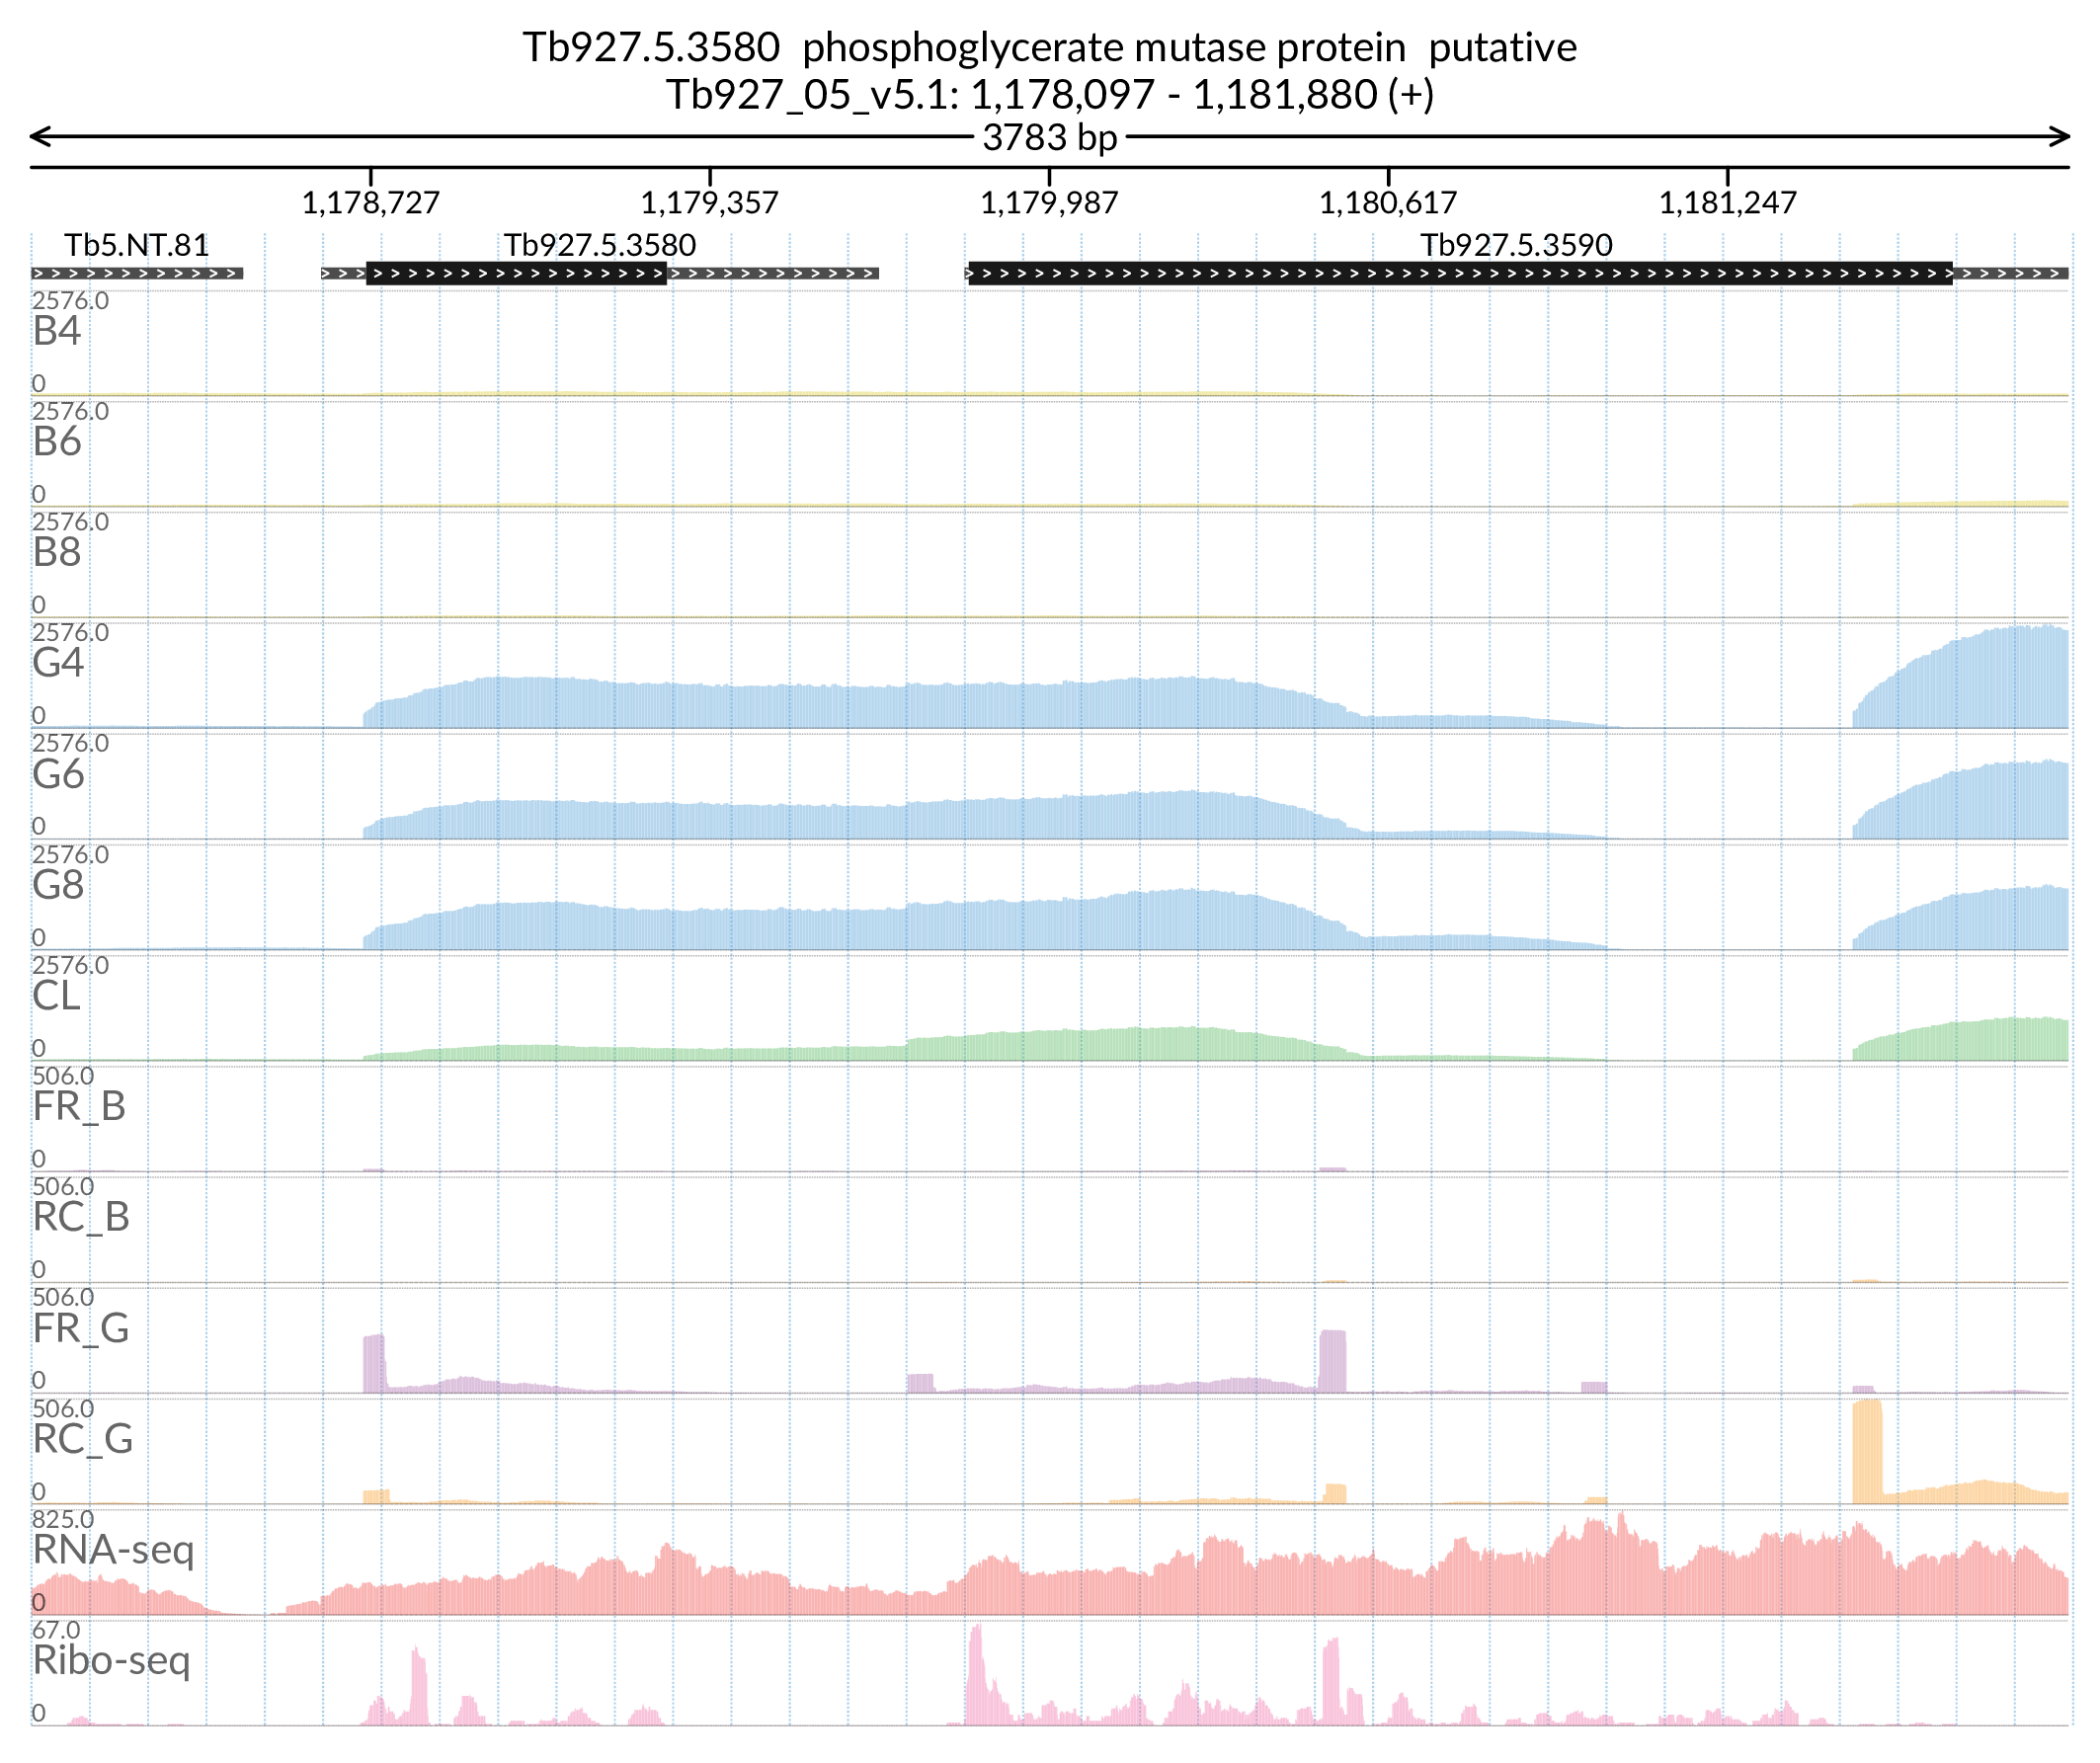 Tb927.5.3580 phosphoglycerate mutase protein putative
Tb927_05_v5.1: 1,178,097 - 1,181,880 (+)
3783 bp
1,178,727 1,179,357 1,179,987 1,180,617 1,181,247
Tb5.NT.81 Tb927.5.3580 Tb927.5.3590
2576.0
B4
0
2576.0
B6
0
2576.0
B8
0
2576.0
G4
0
2576.0
G6
0
2576.0
G8
0
2576.0
CL
0
506.0
FR_B
0
506.0
RC_B
0
506.0
FR_G
0
506.0
RC_G
0
825.0
RNA-seq
0
67.0
Ribo-seq
0